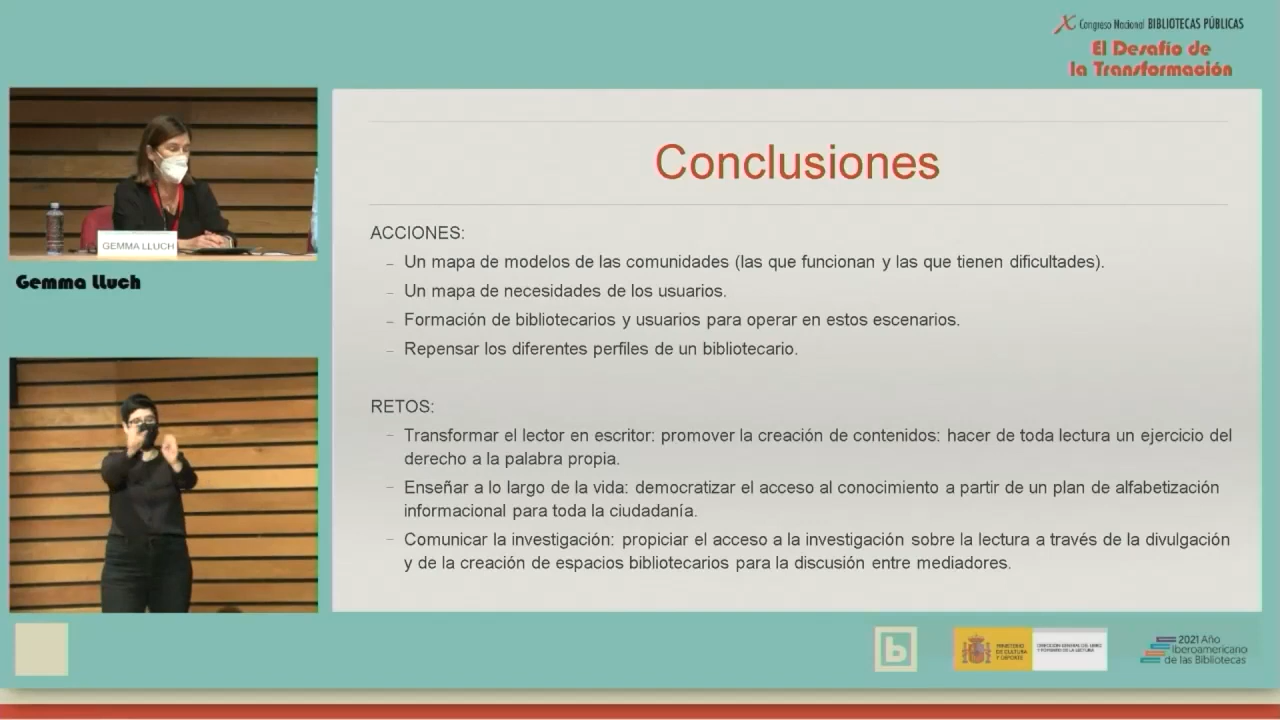 X Congreso Nacional BIBLIOTECAS PÚBLICAS
El Desafío de
la Transformación
GEMMA LLUCH
Gemma Lluch
Conclusiones
ACCIONES:
– Un mapa de modelos de las comunidades (las que funcionan y las que tienen dificultades).
– Un mapa de necesidades de los usuarios.
– Formación de bibliotecarios y usuarios para operar en estos escenarios.
– Repensar los diferentes perfiles de un bibliotecario.
RETOS:
– Transformar el lector en escritor: promover la creación de contenidos: hacer de toda lectura un ejercicio del
derecho a la palabra propia.
– Enseñar a lo largo de la vida: democratizar el acceso al conocimiento a partir de un plan de alfabetización
informacional para toda la ciudadanía.
– Comunicar la investigación: propiciar el acceso a la investigación sobre la lectura a través de la divulgación
y de la creación de espacios bibliotecarios para la discusión entre mediadores.
b
MINISTERIO
DE CULTURA
Y DEPORTE
DIRECCIÓN GENERAL DEL LIBRO
Y FOMENTO DE LA LECTURA
2021 Año
Iberoamericano
de las Bibliotecas